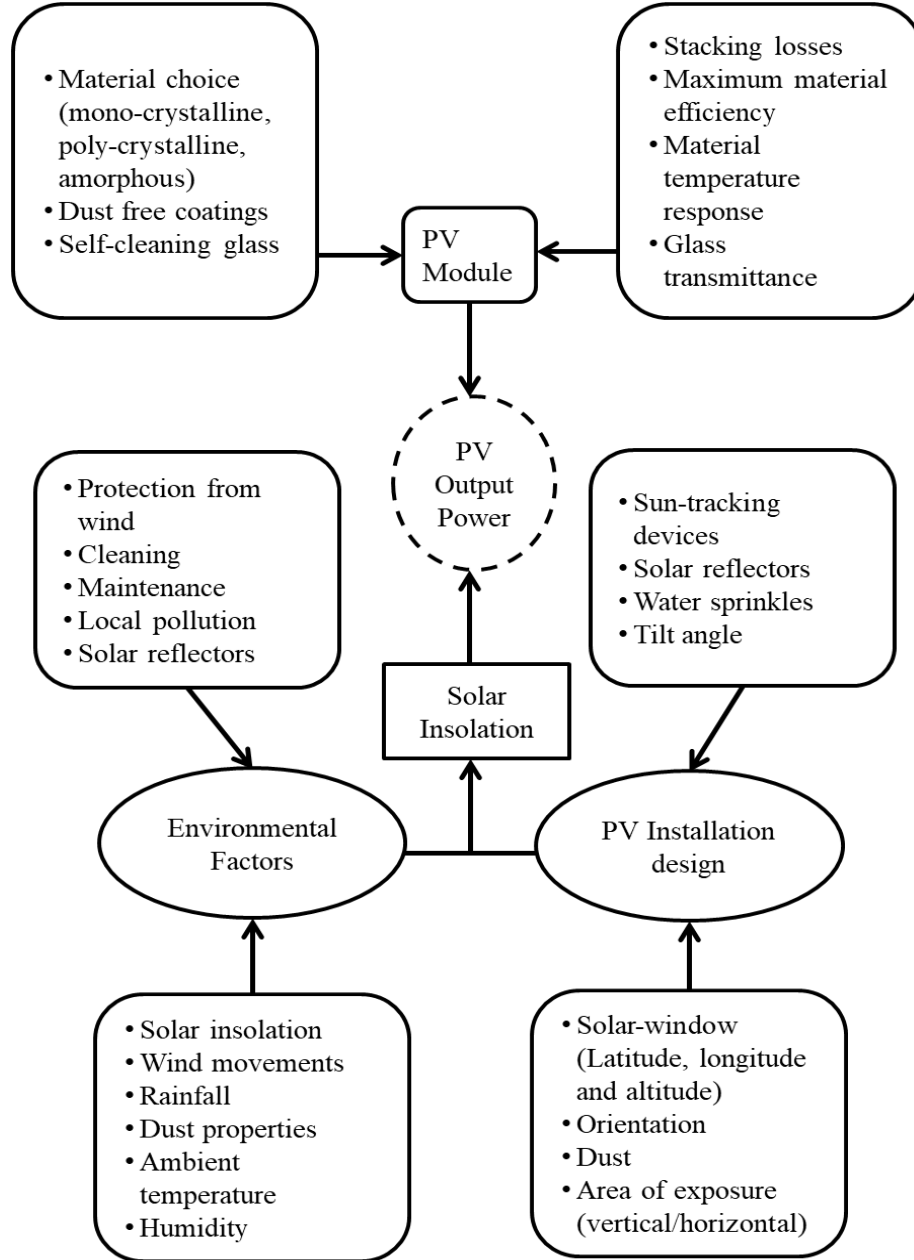 • Material choice
(mono-crystalline,
poly-crystalline,
amorphous)
• Dust free coatings
• Self-cleaning glass
• Stacking losses
• Maximum material
efficiency
• Material
temperature
response
• Glass
transmittance
PV
Module
PV
Output
Power
• Protection from
wind
• Cleaning
• Maintenance
• Local pollution
• Solar reflectors
• Sun-tracking
devices
• Solar reflectors
• Water sprinkles
• Tilt angle
Solar
Insolation
Environmental
Factors
PV Installation
design
• Solar insolation
• Wind movements
• Rainfall
• Dust properties
• Ambient
temperature
• Humidity
• Solar-window
(Latitude, longitude
and altitude)
• Orientation
• Dust
• Area of exposure
(vertical/horizontal)